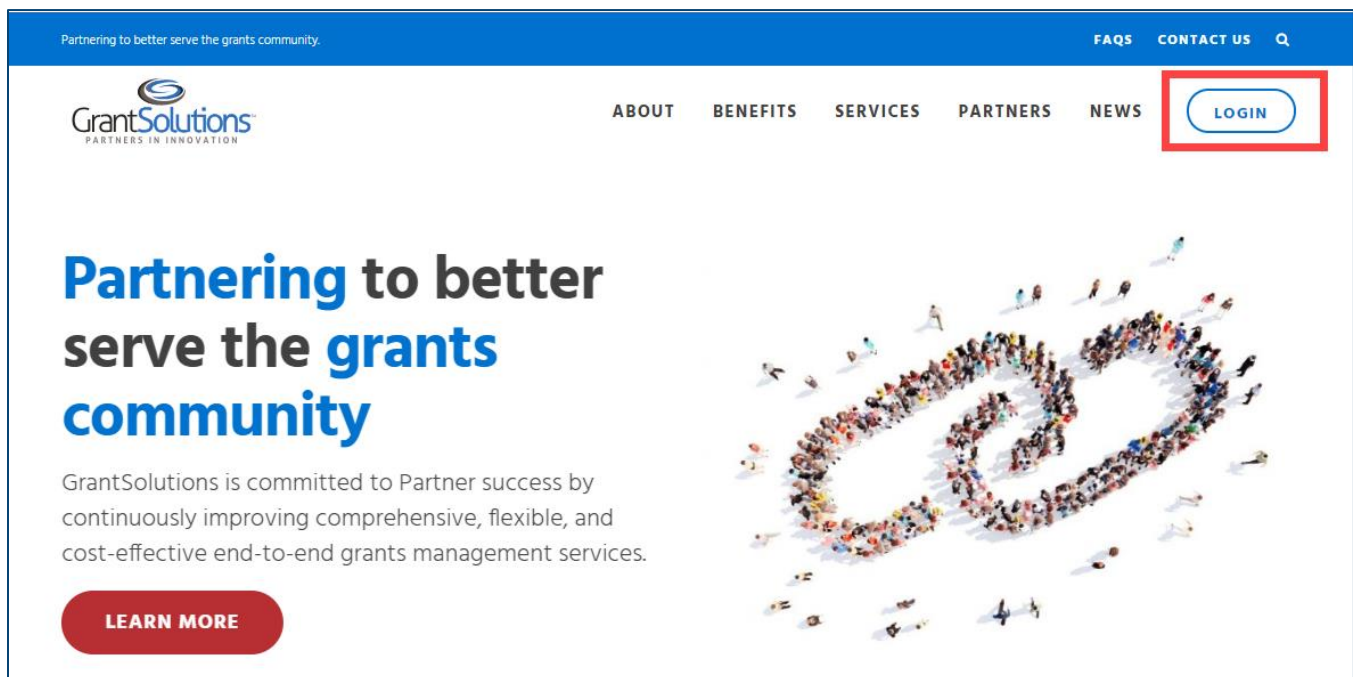 Partnering to better serve the grants community.
FAQS CONTACT US
GrantSolutions
PARTNERS IN INNOVATION
ABOUT BENEFITS SERVICES PARTNERS NEWS LOGIN
Partnering to better
serve the grants
community
GrantSolutions is committed to Partner success by
continuously improving comprehensive, flexible, and
cost-effective end-to-end grants management services.
LEARN MORE